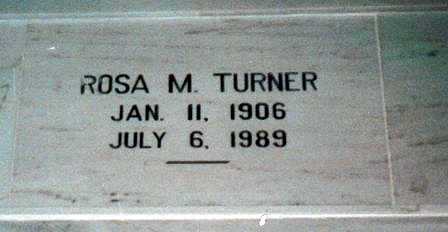 ROSA M. TURNER
JAN. 11, 1906
JULY 6, 1989